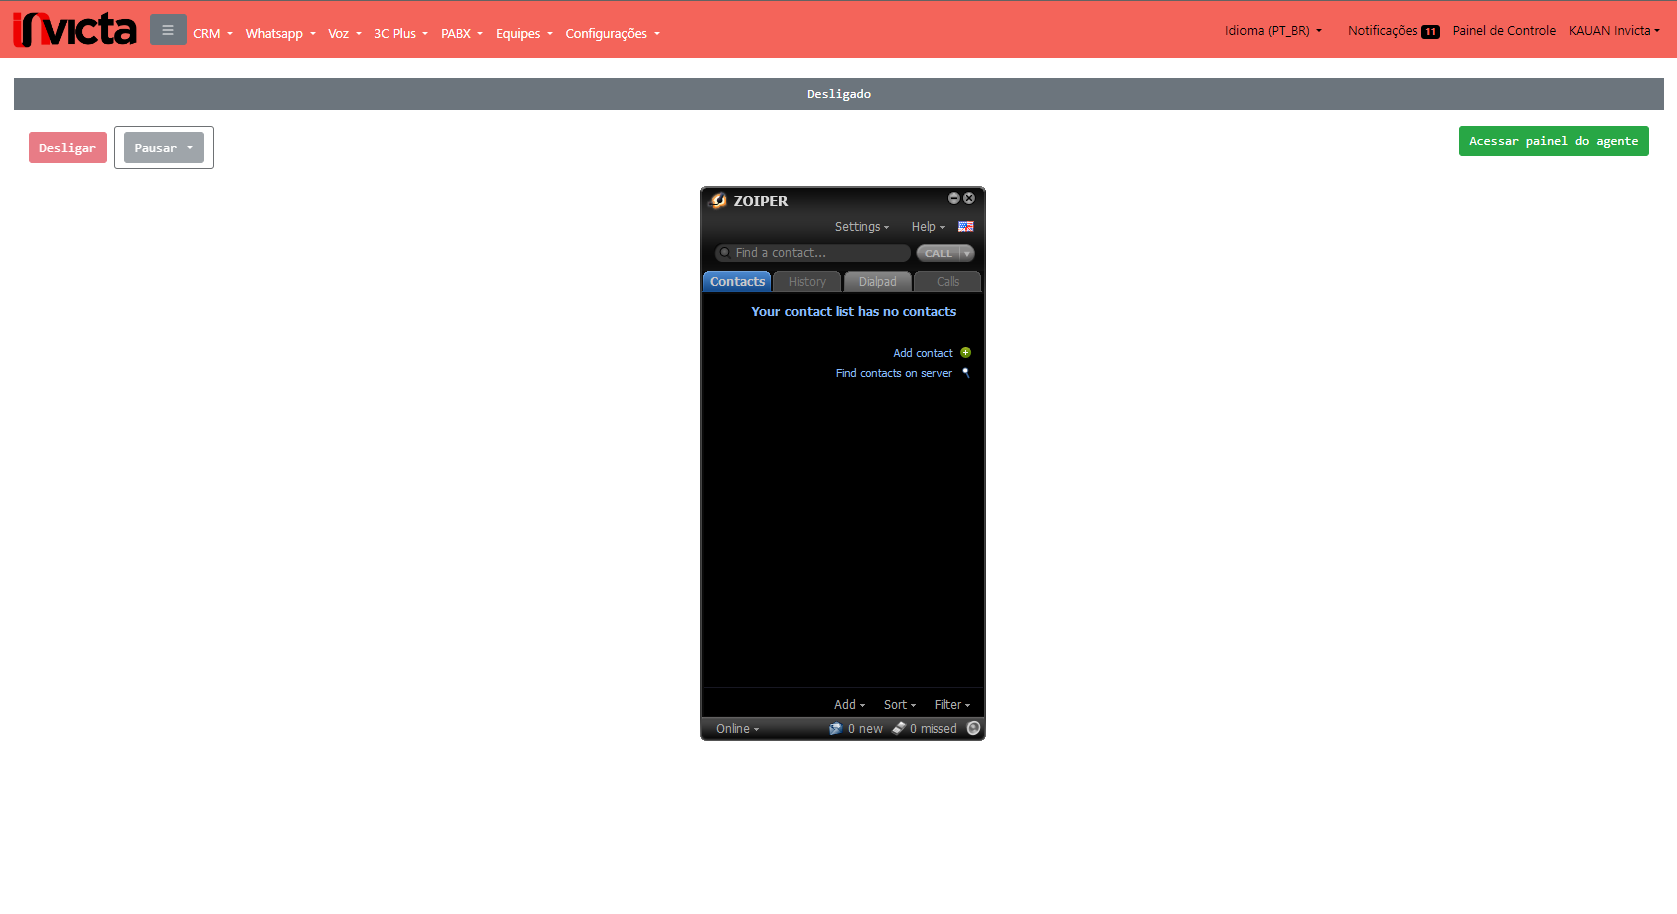 invicta
CRM Whatsapp Voz 3C Plus PABX Equipes Configurações Idioma (PT_BR) Notificações 11 Painel de Controle KAUAN Invicta
Desligado
Desligar Pausar Acessar painel do agente
ZOIPER
Settings Help
Find a contact... CALL
Contacts History Dialpad Calls
Your contact list has no contacts
Add contact
Find contacts on server
Add Sort Filter
Online 0 new 0 missed